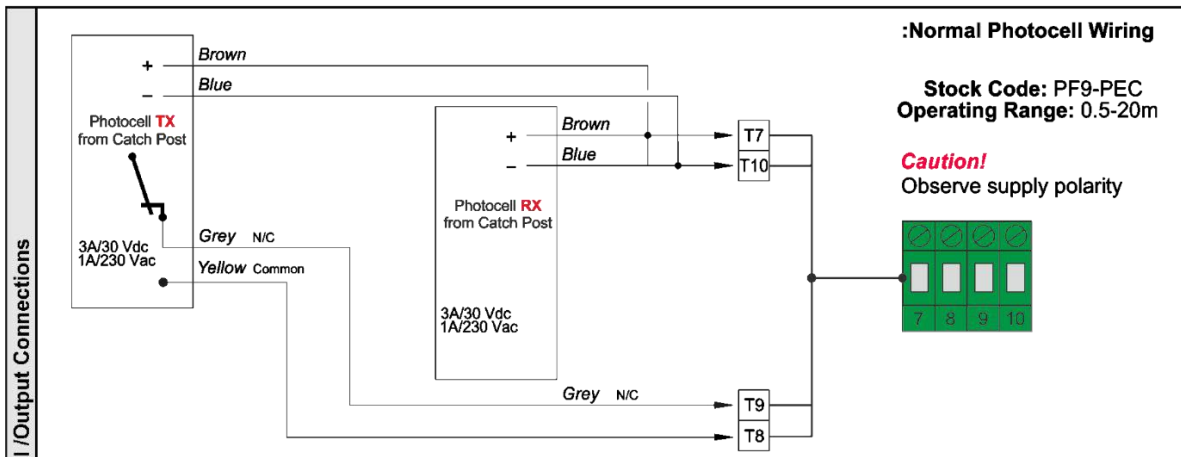 :Normal Photocell Wiring
Stock Code: PF9-PEC
Operating Range: 0.5-20m
Caution!
Observe supply polarity
+
Brown
−
Blue
Photocell TX
from Catch Post
3A/30 Vdc
1A/230 Vac
Grey N/C
Yellow Common
+
Brown
−
Blue
Photocell RX
from Catch Post
3A/30 Vdc
1A/230 Vac
Grey N/C
T7
T10
T9
T8
7 8 9 10
/Output Connections